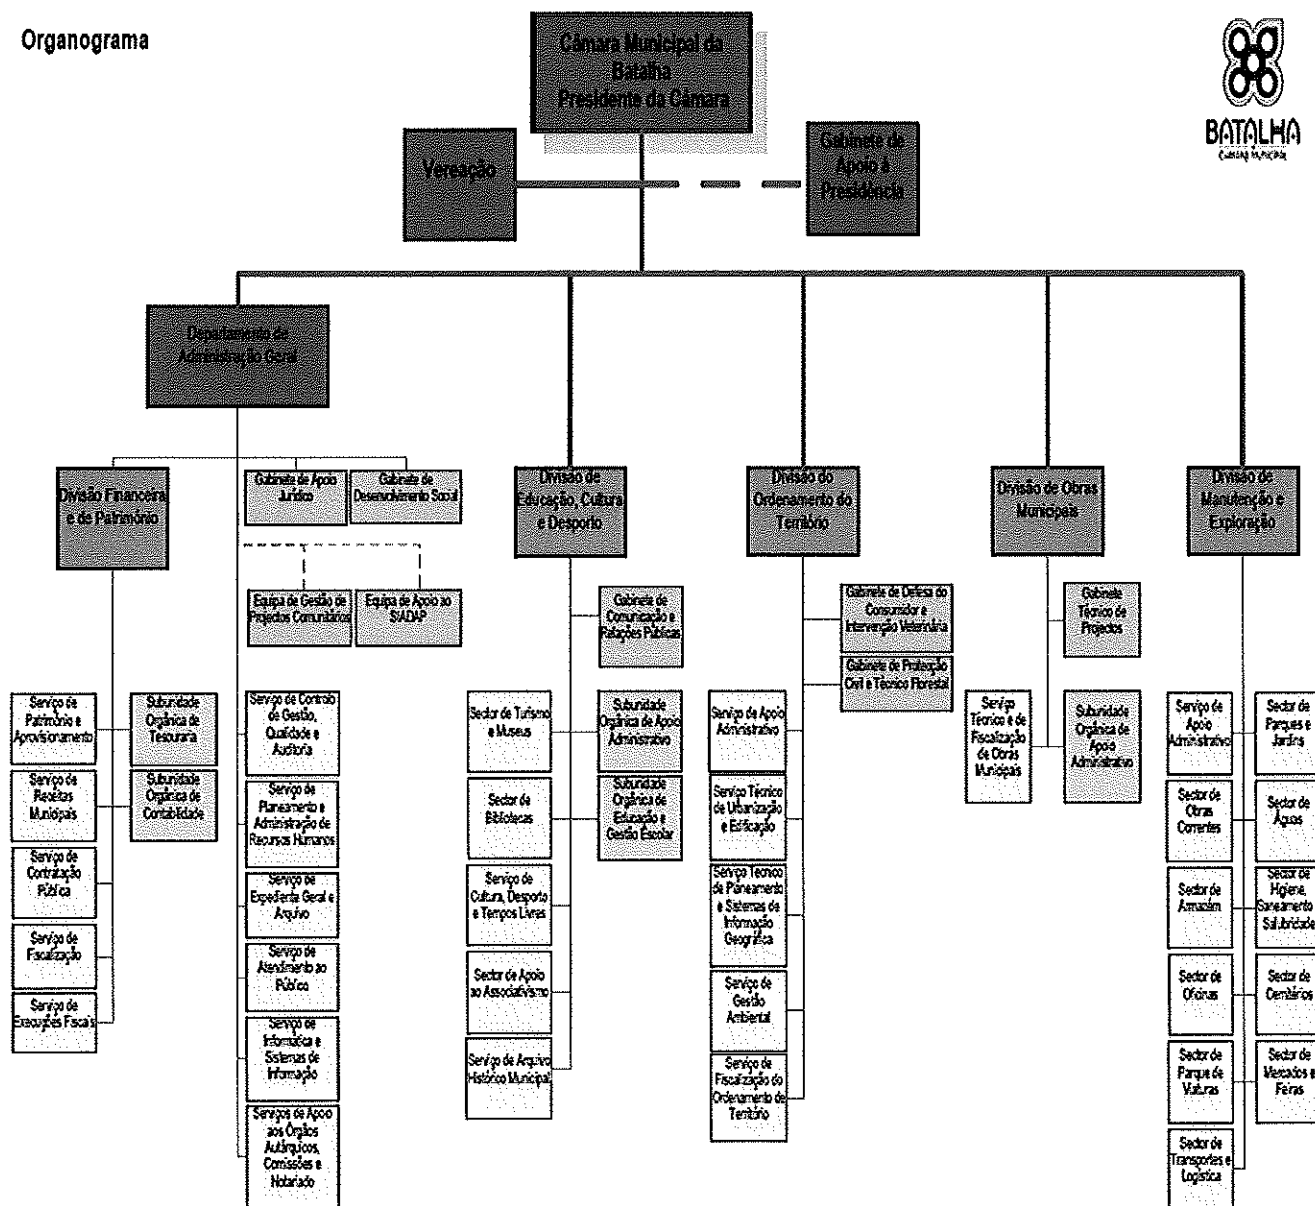 Organograma
Câmara Municipal da
Batalha
Presidente da Câmara
BATALHA
Câmara Municipal
Vereação
Gabinete de
Apoio à
Presidência
Departamento de
Administração Geral
Divisão Financeira
e de Património
Gabinete de Apoio
Jurídico
Gabinete de
Desenvolvimento Social
Equipa de Gestão de
Projectos Comunitários
Equipa de Apoio ao
SIADAP
Divisão de
Educação, Cultura
e Desporto
Divisão do
Ordenamento do
Território
Divisão de Obras
Municipais
Divisão de
Manutenção e
Exploração
Gabinete de
Comunicação e
Relações Públicas
Gabinete de Defesa do
Consumidor e
Intervenção Veterinária
Gabinete de Protecção
Civil e Técnico Florestal
Gabinete
Técnico de
Projectos
Serviço de
Património e
Aprovisionamento
Subunidade
Orgânica de
Tesouraria
Serviço de
Receitas
Municipais
Subunidade
Orgânica de
Contabilidade
Serviço de
Contratação
Pública
Serviço de
Fiscalização
Serviço de
Execuções Fiscais
Serviço de Controlo
de Gestão,
Qualidade e
Auditoria
Serviço de
Planeamento e
Administração de
Recursos Humanos
Serviço de
Expediente Geral e
Arquivo
Serviço de
Atendimento ao
Público
Serviço de
Informática e
Sistemas de
Informação
Serviços de Apoio
aos Órgãos
Autárquicos,
Comissões e
Notariado
Sector de Turismo
e Museus
Subunidade
Orgânica de Apoio
Administrativo
Sector de
Bibliotecas
Subunidade
Orgânica de
Educação e
Gestão Escolar
Serviço de
Cultura, Desporto
e Tempos Livres
Sector de Apoio
ao Associativismo
Serviço de Arquivo
Histórico Municipal
Serviço de Apoio
Administrativo
Serviço Técnico
de Urbanização
e Edificação
Serviço Técnico
de Planeamento
e Sistemas de
Informação
Geográfica
Serviço de
Gestão
Ambiental
Serviço de
Fiscalização do
Ordenamento de
Território
Serviço
Técnico e de
Fiscalização
de Obras
Municipais
Subunidade
Orgânica de
Apoio
Administrativo
Serviço de
Apoio
Administrativo
Sector de
Parques e
Jardins
Sector de
Obras
Correntes
Sector de
Águas
Sector de
Armazém
Sector de
Higiene,
Saneamento
Salubridade
Sector de
Oficinas
Sector de
Cemitérios
Sector de
Parque de
Viaturas
Sector de
Mercados e
Feiras
Sector de
Transportes e
Logística